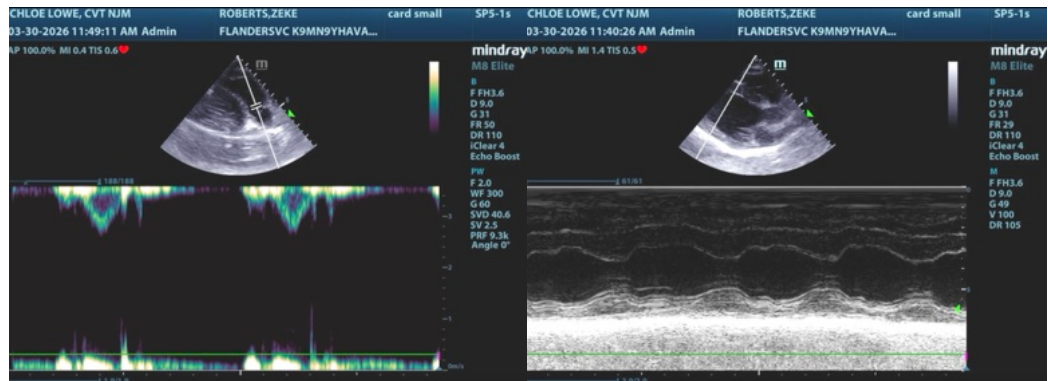 CHLOE LOWE, CVT NJM ROBERTS,ZEKE card small SP5-1s
03-30-2026 11:49:11 AM Admin FLANDERSVC K9MN9YHAVA...
AP 100.0% MI 0.4 TIS 0.6
mindray
M8 Elite
m
B
F FH3.6
D 9.0
G 31
FR 50
DR 110
iClear 4
Echo Boost
PW
F 2.0
WF 300
G 60
SVD 40.6
SV 2.5
PRF 9.3k
Angle 0°
188/188
-3
-2
-1
0m/s
CHLOE LOWE, CVT NJM ROBERTS,ZEKE card small SP5-1s
03-30-2026 11:40:26 AM Admin FLANDERSVC K9MN9YHAVA...
AP 100.0% MI 1.4 TIS 0.5
mindray
M8 Elite
m
B
F FH3.6
D 9.0
G 31
FR 29
DR 110
iClear 4
Echo Boost
M
F FH3.6
D 9.0
G 49
V 100
DR 105
61/61